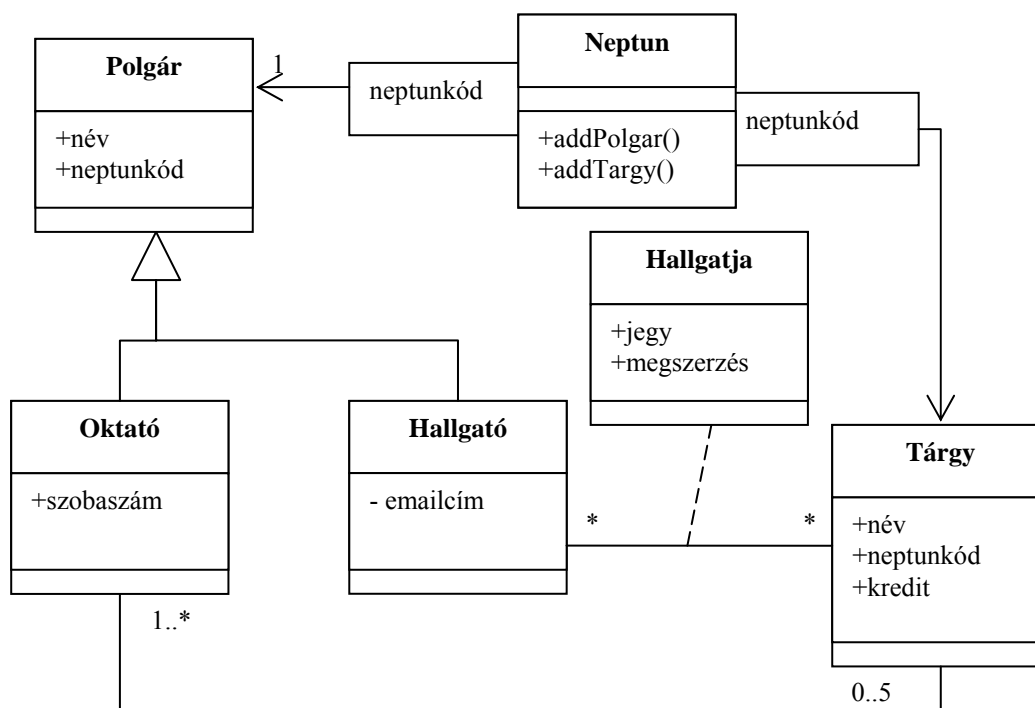 Polgár
+név
+neptunkód
1
neptunkód
Neptun
+addPolgar()
+addTargy()
neptunkód
Hallgatja
+jegy
+megszerzés
Oktató
+szobaszám
1..*
Hallgató
- emailcím
*
*
Tárgy
+név
+neptunkód
+kredit
0..5